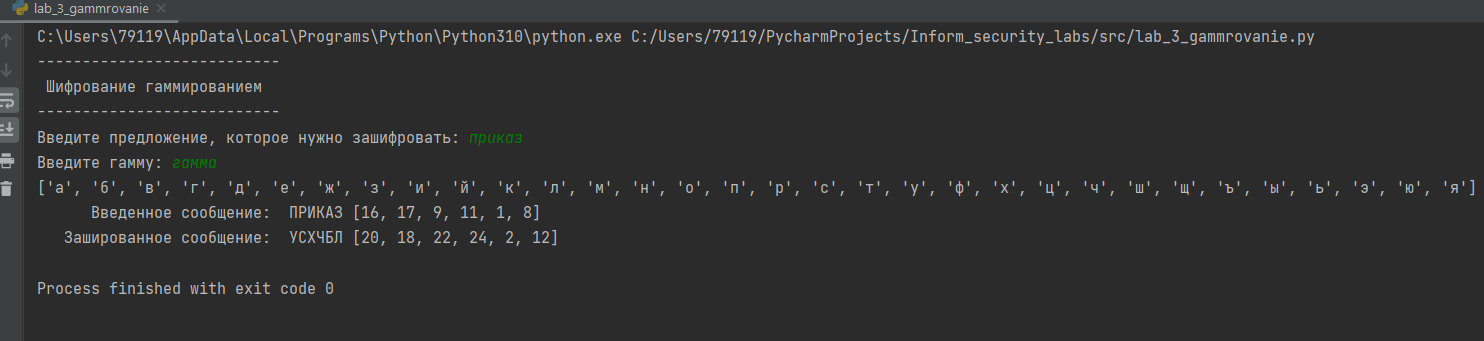 lab_3_gammrovanie
C:\Users\79119\AppData\Local\Programs\Python\Python310\python.exe C:/Users/79119/PycharmProjects/Inform_security_labs/src/lab_3_gammrovanie.py
---------------------------
Шифрование гаммированием
---------------------------
Введите предложение, которое нужно зашифровать: приказ
Введите гамму: гамма
['а', 'б', 'в', 'г', 'д', 'е', 'ж', 'з', 'и', 'й', 'к', 'л', 'м', 'н', 'о', 'п', 'р', 'с', 'т', 'у', 'ф', 'х', 'ц', 'ч', 'ш', 'щ', 'ъ', 'ы', 'ь', 'э', 'ю', 'я']
Введенное сообщение: ПРИКАЗ [16, 17, 9, 11, 1, 8]
Зашированное сообщение: УСХЧБЛ [20, 18, 22, 24, 2, 12]
Process finished with exit code 0